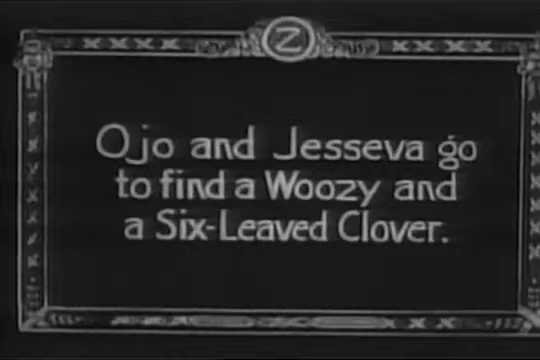 Z
Ojo and Jesseva go
to find a Woozy and
a Six-Leaved Clover.